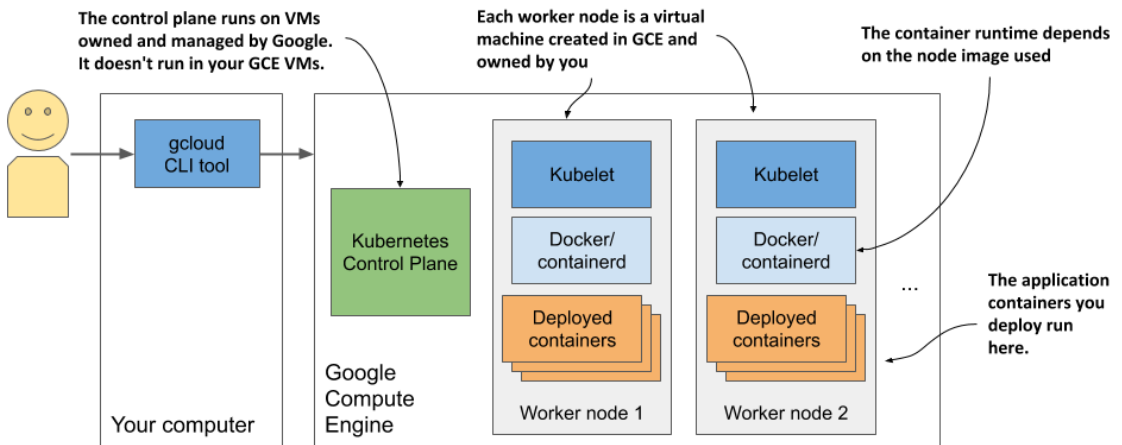 The control plane runs on VMs
owned and managed by Google.
It doesn't run in your GCE VMs.
Each worker node is a virtual
machine created in GCE and
owned by you
The container runtime depends
on the node image used
gcloud
CLI tool
Your computer
Kubernetes
Control Plane
Google
Compute
Engine
Kubelet
Docker/
containerd
Deployed
containers
Worker node 1
Kubelet
Docker/
containerd
Deployed
containers
Worker node 2
...
The application
containers you
deploy run
here.